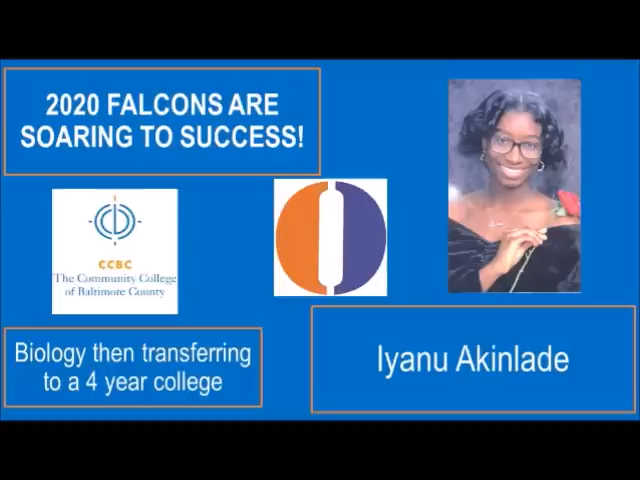 2020 FALCONS ARE
SOARING TO SUCCESS!
CCBC
The Community College
of Baltimore County
Biology then transferring
to a 4 year college
Iyanu Akinlade